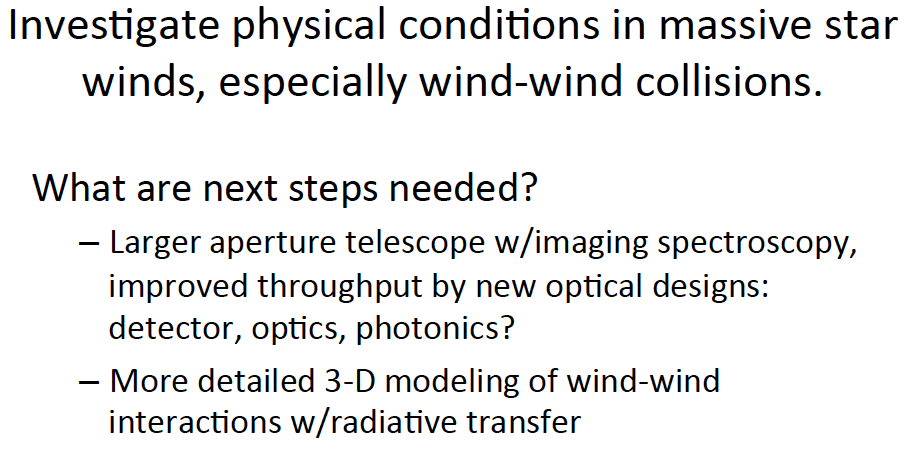 Investigate physical conditions in massive star
winds, especially wind-wind collisions.
What are next steps needed?
– Larger aperture telescope w/imaging spectroscopy,
improved throughput by new optical designs:
detector, optics, photonics?
– More detailed 3-D modeling of wind-wind
interactions w/radiative transfer